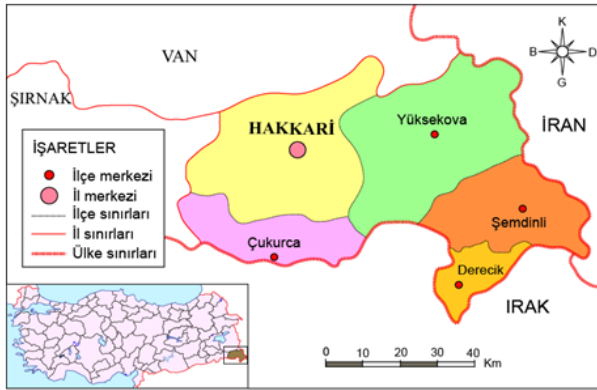 VAN
ŞIRNAK
K
B D
G
HAKKARİ
Yüksekova
İRAN
İŞARETLER
İlçe merkezi
İl merkezi
İlçe sınırları
İl sınırları
Ülke sınırları
Çukurca
Şemdinli
Derecik
IRAK
0 10 20 30 40
Km